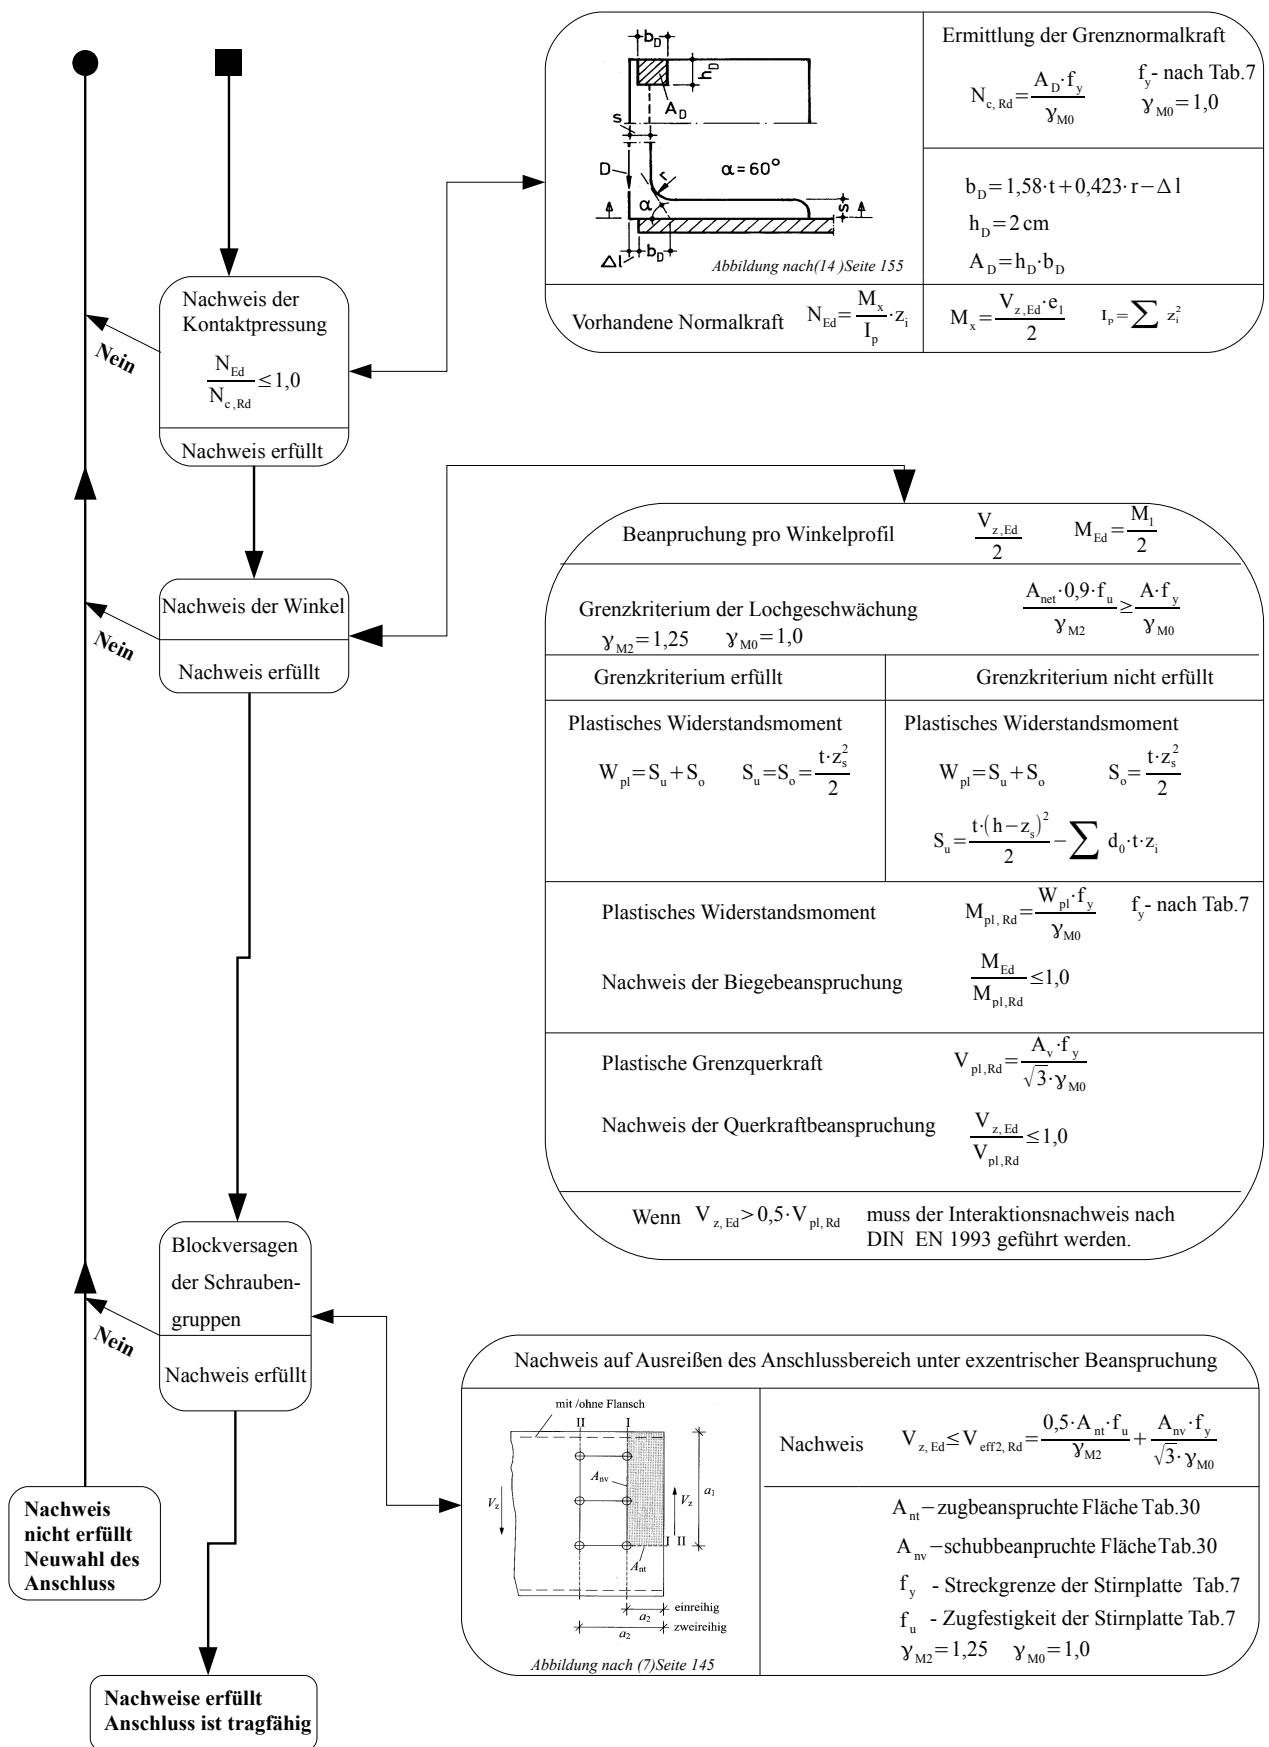 b_D
h_D
A_D
s
D
r
α = 60°
α
s
Δl
b_D
Abbildung nach(14 )Seite 155
Ermittlung der Grenznormalkraft
N_c, Rd = A_D·f_y / γ_M0
f_y- nach Tab.7
γ_M0=1,0
b_D=1,58·t+0,423·r−Δl
h_D=2cm
A_D=h_D·b_D
Vorhandene Normalkraft N_Ed = M_x / I_p · z_i
M_x = V_z,Ed·e_1 / 2
I_p=∑ z_i²
Nachweis der
Kontaktpressung
N_Ed / N_c,Rd ≤1,0
Nachweis erfüllt
Nein
Beanpruchung pro Winkelprofil V_z,Ed / 2 M_Ed = M_1 / 2
Grenzkriterium der Lochgeschwächung A_net·0,9·f_u / γ_M2 ≥ A·f_y / γ_M0
γ_M2=1,25 γ_M0=1,0
Grenzkriterium erfüllt
Grenzkriterium nicht erfüllt
Plastisches Widerstandsmoment
W_pl=S_u+S_o S_u=S_o= t·z_s² / 2
Plastisches Widerstandsmoment
W_pl=S_u+S_o S_o= t·z_s² / 2
S_u= t·(h−z_s)² / 2 −∑ d_0·t·z_i
Plastisches Widerstandsmoment M_pl, Rd = W_pl·f_y / γ_M0 f_y- nach Tab.7
Nachweis der Biegebeanspruchung M_Ed / M_pl,Rd ≤1,0
Plastische Grenzquerkraft V_pl,Rd = A_v·f_y / √3·γ_M0
Nachweis der Querkraftbeanspruchung V_z,Ed / V_pl,Rd ≤1,0
Wenn V_z,Ed>0,5·V_pl,Rd muss der Interaktionsnachweis nach
DIN EN 1993 geführt werden.
Nachweis der Winkel
Nachweis erfüllt
Nein
Blockversagen
der Schrauben-
gruppen
Nachweis erfüllt
Nein
Nachweis auf Ausreißen des Anschlussbereich unter exzentrischer Beanspruchung
mit /ohne Flansch
II I
A_nv
V_z
V_z
a_1
I II
A_nt
a_2
einreihig
a_2
zweireihig
Abbildung nach (7)Seite 145
Nachweis V_z, Ed ≤ V_eff2, Rd = 0,5·A_nt·f_u / γ_M2 + A_nv·f_y / √3·γ_M0
A_nt−zugbeanspruchte Fläche Tab.30
A_nv−schubbeanpruchte Fläche Tab.30
f_y - Streckgrenze der Stirnplatte Tab.7
f_u - Zugfestigkeit der Stirnplatte Tab.7
γ_M2=1,25 γ_M0=1,0
Nachweis
nicht erfüllt
Neuwahl des
Anschluss
Nachweise erfüllt
Anschluss ist tragfähig